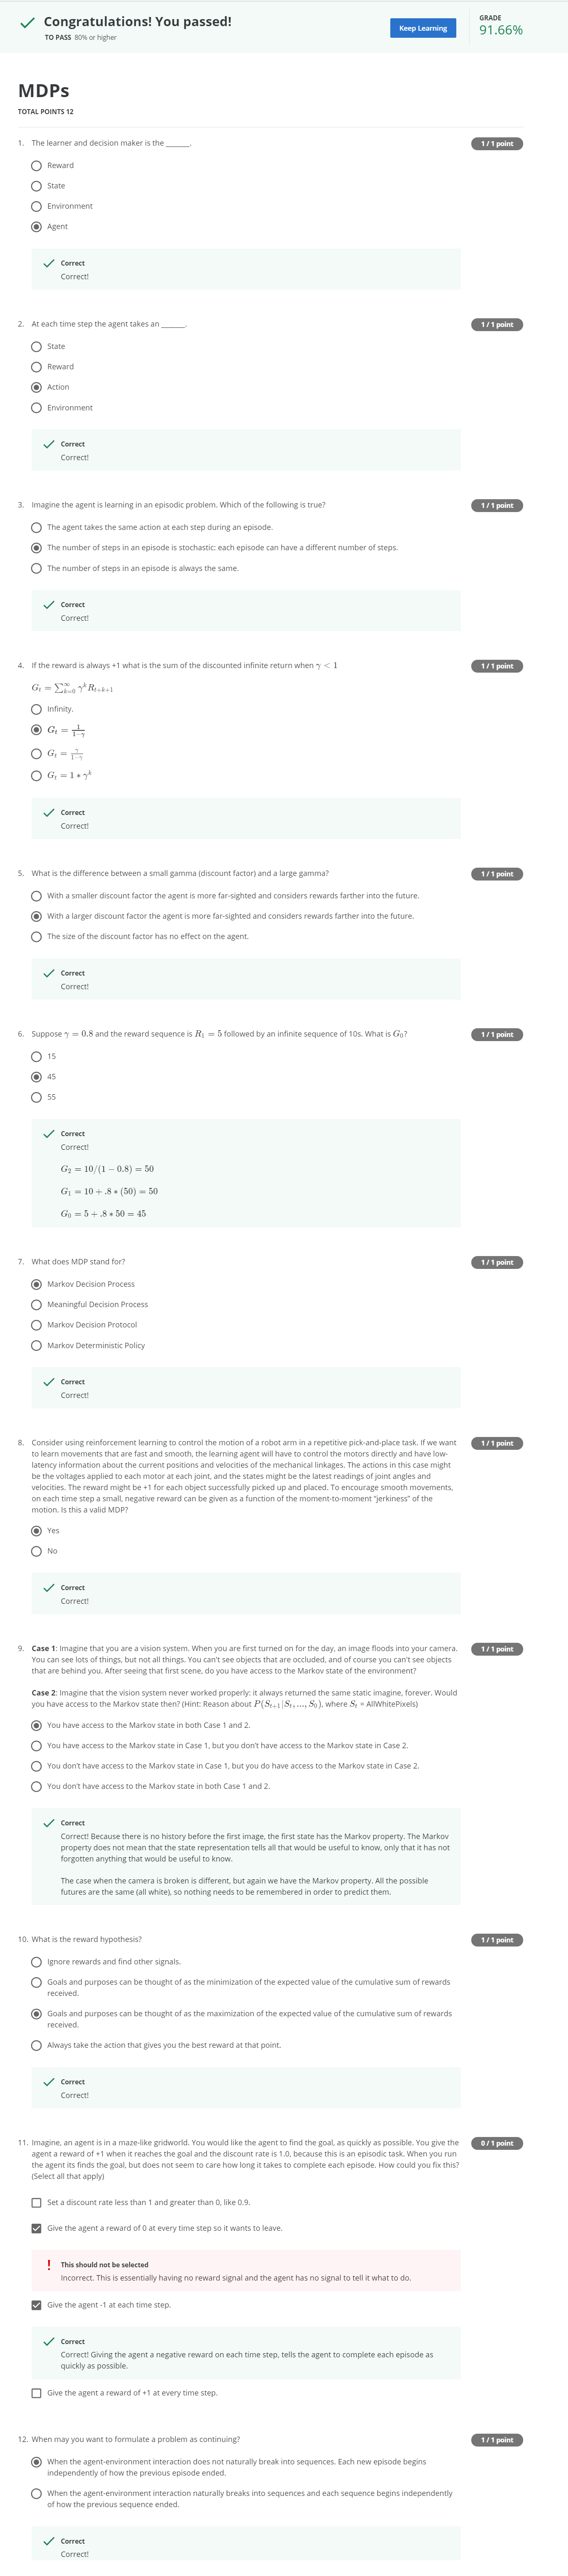 Congratulations! You passed!
TO PASS 80% or higher
Keep Learning
GRADE
91.66%
MDPs
TOTAL POINTS 12
1. The learner and decision maker is the ______.
1 / 1 point
Reward
State
Environment
Agent
Correct
Correct!
2. At each time step the agent takes an ______.
1 / 1 point
State
Reward
Action
Environment
Correct
Correct!
3. Imagine the agent is learning in an episodic problem. Which of the following is true?
1 / 1 point
The agent takes the same action at each step during an episode.
The number of steps in an episode is stochastic: each episode can have a different number of steps.
The number of steps in an episode is always the same.
Correct
Correct!
4. If the reward is always +1 what is the sum of the discounted infinite return when γ < 1
1 / 1 point
G_t = ∑_{k=0}^{∞} γ^k R_{t+k+1}
Infinity.
G_t = 1/(1−γ)
G_t = γ/(1−γ)
G_t = 1 * γ^k
Correct
Correct!
5. What is the difference between a small gamma (discount factor) and a large gamma?
1 / 1 point
With a smaller discount factor the agent is more far-sighted and considers rewards farther into the future.
With a larger discount factor the agent is more far-sighted and considers rewards farther into the future.
The size of the discount factor has no effect on the agent.
Correct
Correct!
6. Suppose γ = 0.8 and the reward sequence is R_1 = 5 followed by an infinite sequence of 10s. What is G_0?
1 / 1 point
15
45
55
Correct
Correct!
G_2 = 10/(1 − 0.8) = 50
G_1 = 10 + .8 * (50) = 50
G_0 = 5 + .8 * 50 = 45
7. What does MDP stand for?
1 / 1 point
Markov Decision Process
Meaningful Decision Process
Markov Decision Protocol
Markov Deterministic Policy
Correct
Correct!
8. Consider using reinforcement learning to control the motion of a robot arm in a repetitive pick-and-place task. If we want
1 / 1 point
to learn movements that are fast and smooth, the learning agent will have to control the motors directly and have low-
latency information about the current positions and velocities of the mechanical linkages. The actions in this case might
be the voltages applied to each motor at each joint, and the states might be the latest readings of joint angles and
velocities. The reward might be +1 for each object successfully picked up and placed. To encourage smooth movements,
on each time step a small, negative reward can be given as a function of the moment-to-moment "jerkiness" of the
motion. Is this a valid MDP?
Yes
No
Correct
Correct!
9. Case 1: Imagine that you are a vision system. When you are first turned on for the day, an image floods into your camera.
1 / 1 point
You can see lots of things, but not all things. You can't see objects that are occluded, and of course you can't see objects
that are behind you. After seeing that first scene, do you have access to the Markov state of the environment?
Case 2: Imagine that the vision system never worked properly: it always returned the same static imagine, forever. Would
you have access to the Markov state then? (Hint: Reason about P(S_{t+1}|S_t, ..., S_0), where S_t = AllWhitePixels)
You have access to the Markov state in both Case 1 and 2.
You have access to the Markov state in Case 1, but you don't have access to the Markov state in Case 2.
You don't have access to the Markov state in Case 1, but you do have access to the Markov state in Case 2.
You don't have access to the Markov state in both Case 1 and 2.
Correct
Correct! Because there is no history before the first image, the first state has the Markov property. The Markov
property does not mean that the state representation tells all that would be useful to know, only that it has not
forgotten anything that would be useful to know.
The case when the camera is broken is different, but again we have the Markov property. All the possible
futures are the same (all white), so nothing needs to be remembered in order to predict them.
10. What is the reward hypothesis?
1 / 1 point
Ignore rewards and find other signals.
Goals and purposes can be thought of as the minimization of the expected value of the cumulative sum of rewards
received.
Goals and purposes can be thought of as the maximization of the expected value of the cumulative sum of rewards
received.
Always take the action that gives you the best reward at that point.
Correct
Correct!
11. Imagine, an agent is in a maze-like gridworld. You would like the agent to find the goal, as quickly as possible. You give the
0 / 1 point
agent a reward of +1 when it reaches the goal and the discount rate is 1.0, because this is an episodic task. When you run
the agent its finds the goal, but does not seem to care how long it takes to complete each episode. How could you fix this?
(Select all that apply)
Set a discount rate less than 1 and greater than 0, like 0.9.
Give the agent a reward of 0 at every time step so it wants to leave.
This should not be selected
Incorrect. This is essentially having no reward signal and the agent has no signal to tell it what to do.
Give the agent -1 at each time step.
Correct
Correct! Giving the agent a negative reward on each time step, tells the agent to complete each episode as
quickly as possible.
Give the agent a reward of +1 at every time step.
12. When may you want to formulate a problem as continuing?
1 / 1 point
When the agent-environment interaction does not naturally break into sequences. Each new episode begins
independently of how the previous episode ended.
When the agent-environment interaction naturally breaks into sequences and each sequence begins independently
of how the previous sequence ended.
Correct
Correct!